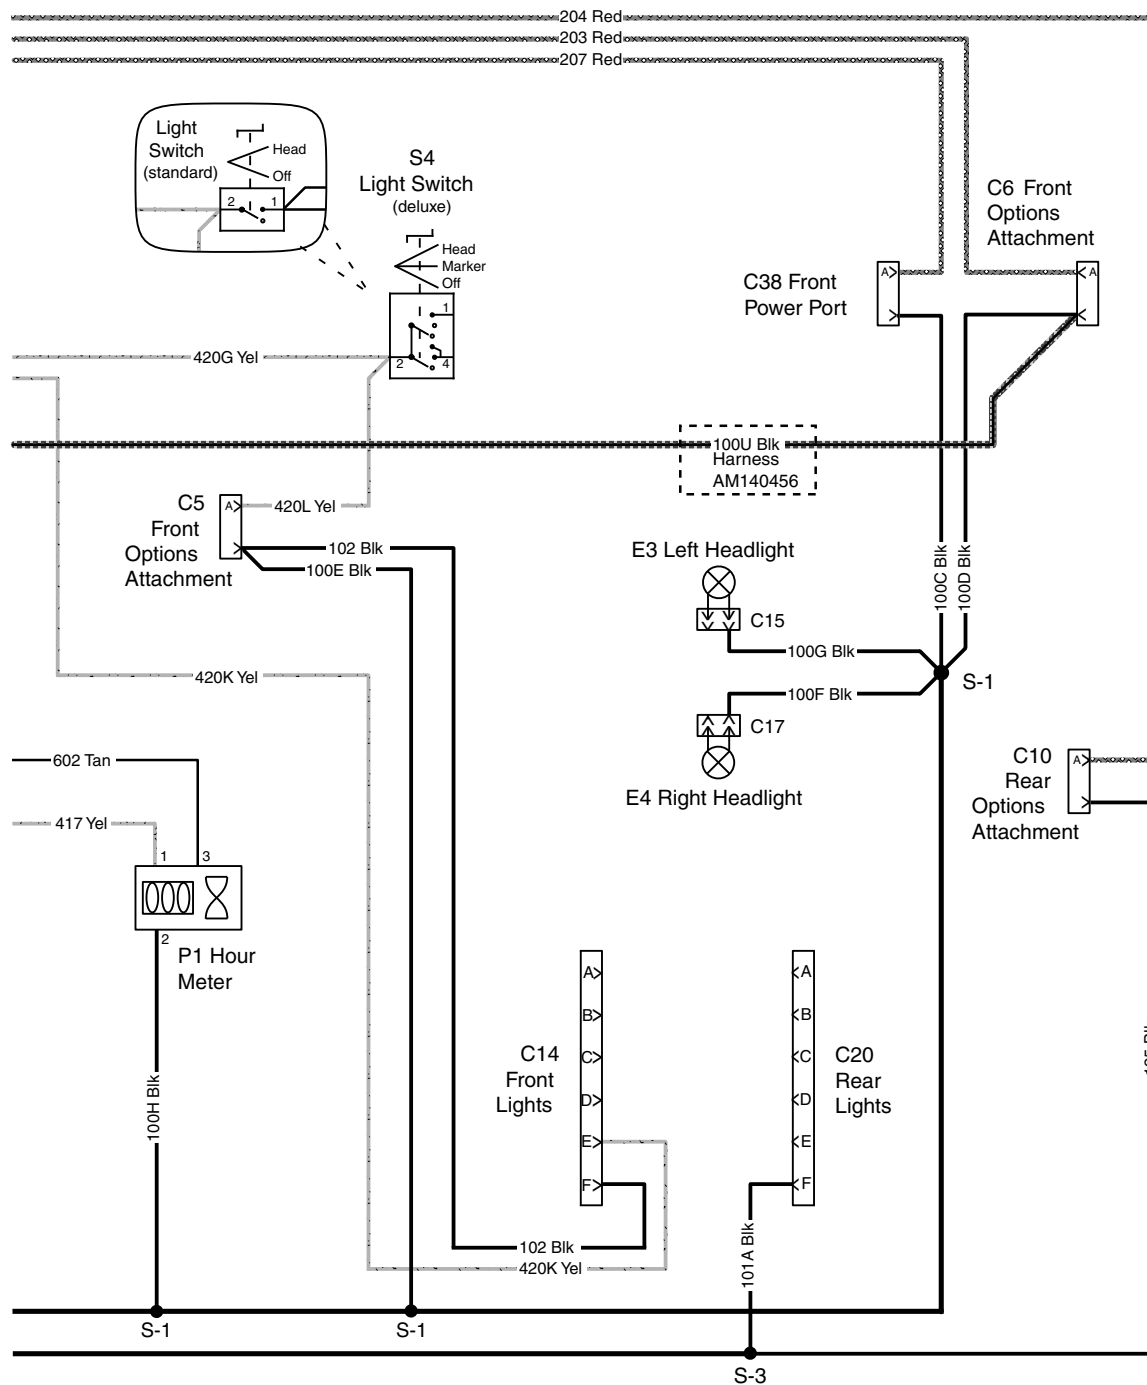 204 Red
203 Red
207 Red
Light
Switch
(standard)
Head
Off
2
1
S4
Light Switch
(deluxe)
Head
Marker
Off
1
2
4
C6 Front
Options
Attachment
A
C38 Front
Power Port
A
420G Yel
100U Blk
Harness
AM140456
C5
Front
Options
Attachment
A
420L Yel
102 Blk
100E Blk
E3 Left Headlight
C15
100C Blk
100D Blk
100G Blk
S-1
100F Blk
C17
E4 Right Headlight
420K Yel
602 Tan
417 Yel
1
3
2
P1 Hour
Meter
C10
Rear
Options
Attachment
A
100H Blk
C14
Front
Lights
A
B
C
D
E
F
A
B
C
D
E
F
C20
Rear
Lights
102 Blk
420K Yel
101A Blk
S-1
S-1
S-3